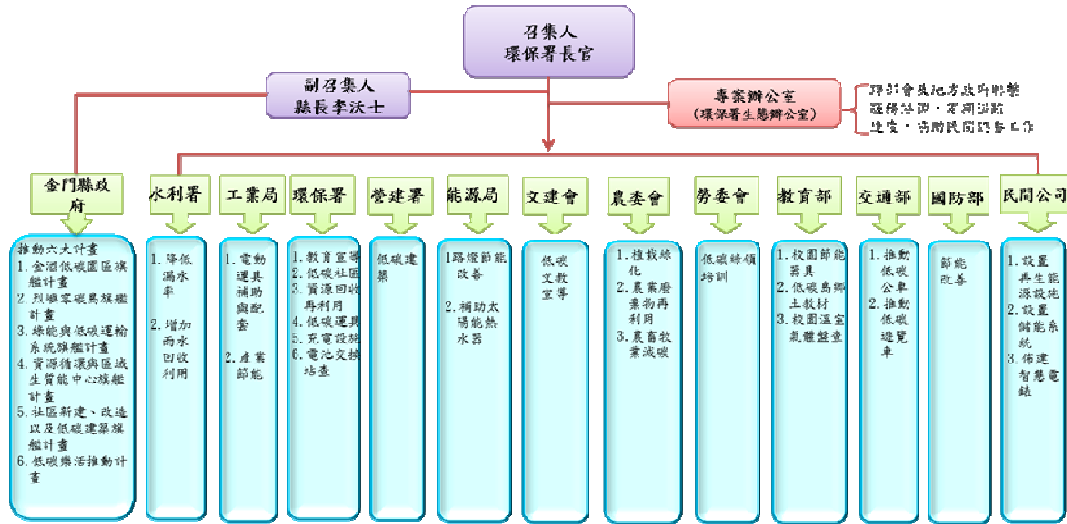 召集人
環保署長官
副召集人
縣長李沃士
專案辦公室
(環保署生態辦公室)
金門縣政
府
水利署
工業局
環保署
營建署
能源局
文建會
農委會
勞委會
教育部
交通部
國防部
民間公司
推動六大計畫
1. 金酒低碳園區旗
艦計畫
2. 烈嶼零碳島旗艦
計畫
3. 綠能與低碳運輸
系統旗艦計畫
4. 資源循環與區域
生質能中心旗艦
計畫
5. 社區新建、改造
以及低碳建築旗
艦計畫
6. 低碳樂活推動計
畫
1. 降低
漏水
率
2. 增加
雨水
回收
利用
1. 電動
運具
補助
與配
套
2. 產業
節能
1. 教育宣導
2. 低碳社區
3. 資源回收
再利用
4. 低碳運具
5. 充電設施
6. 電池交換
低碳建
築
1. 路燈節能
改善
2. 補助太
陽能熱
水器
低碳
文教
宣導
1. 植栽綠
化
2. 農業廢
棄物再
利用
3. 農畜牧
業減碳
低碳綠領
培訓
1. 校園節能
器具
2. 低碳島鄉
土教材
3. 校園溫室
氣體盤查
1. 推動
低碳
公車
2. 推動
低碳
遊覽
車
節能
改善
1. 設置
再生能
源設施
2. 設置
儲能系
統
3. 佈建
智慧電
錶